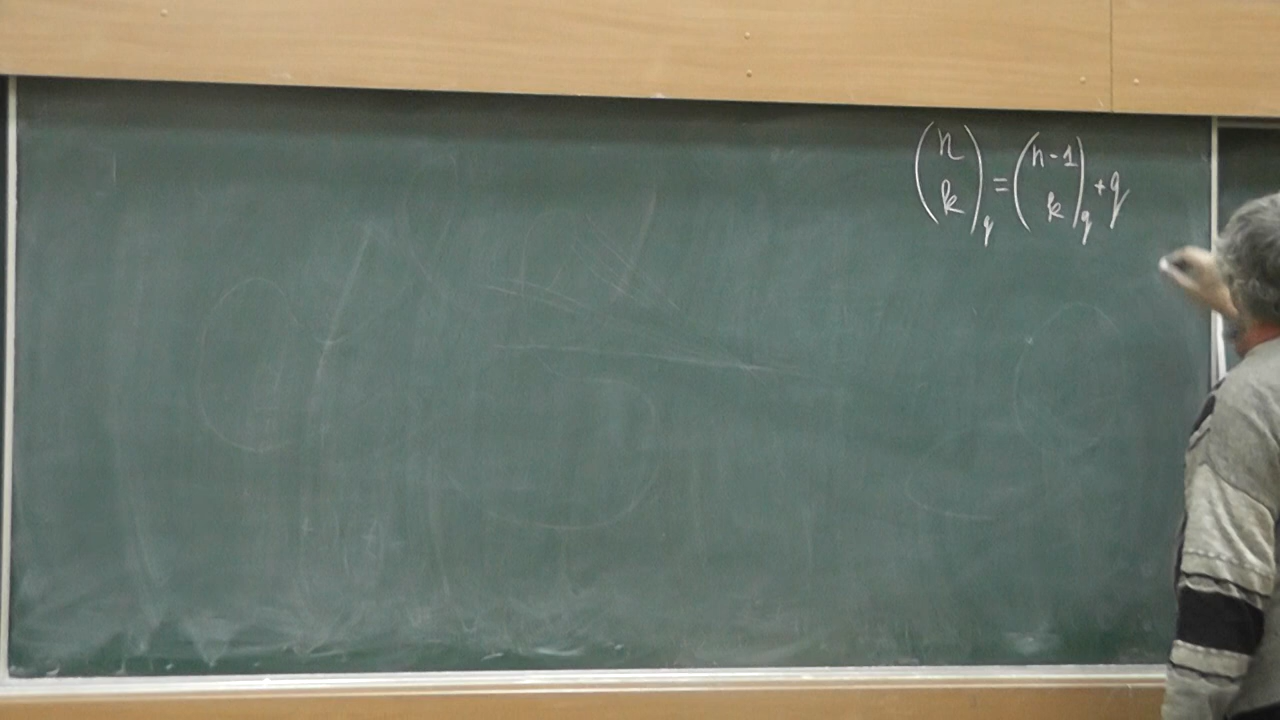 (n k)_q = (n-1 k)_q + q